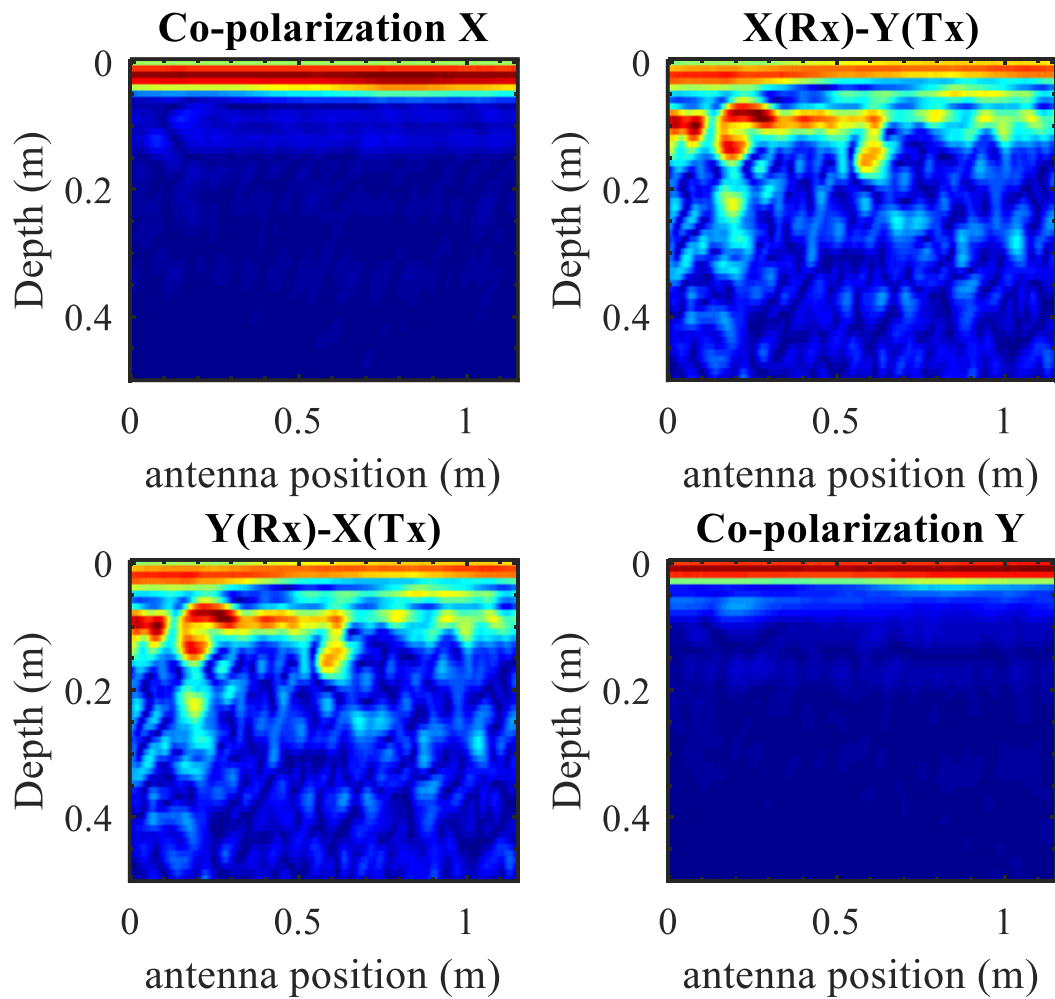 Co-polarization X
X(Rx)-Y(Tx)
0
0.2
0.4
Depth (m)
0
0.5
1
antenna position (m)
0
0.2
0.4
Depth (m)
0
0.5
1
antenna position (m)
Y(Rx)-X(Tx)
Co-polarization Y
0
0.2
0.4
Depth (m)
0
0.5
1
antenna position (m)
0
0.2
0.4
Depth (m)
0
0.5
1
antenna position (m)